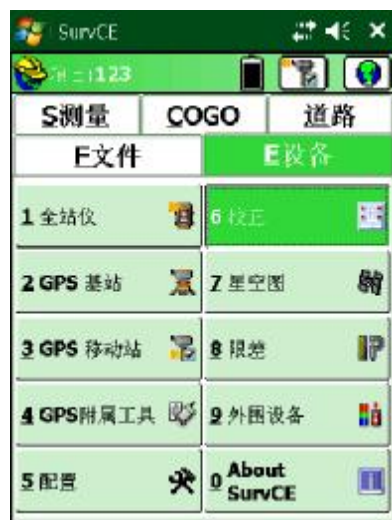 SurvCE
:123
S测量 COGO 道路
F文件 E设备
1 全站仪 6 校正
2 GPS 基站 7 星空图
3 GPS 移动站 8 限差
4 GPS附属工具 9 外围设备
5 配置 0 About SurvCE